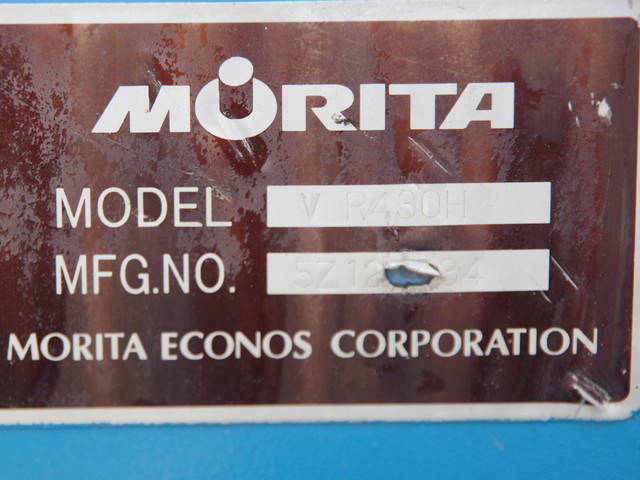 MORITA
MODEL V R430H
MFG.NO.
MORITA ECONOS CORPORATION